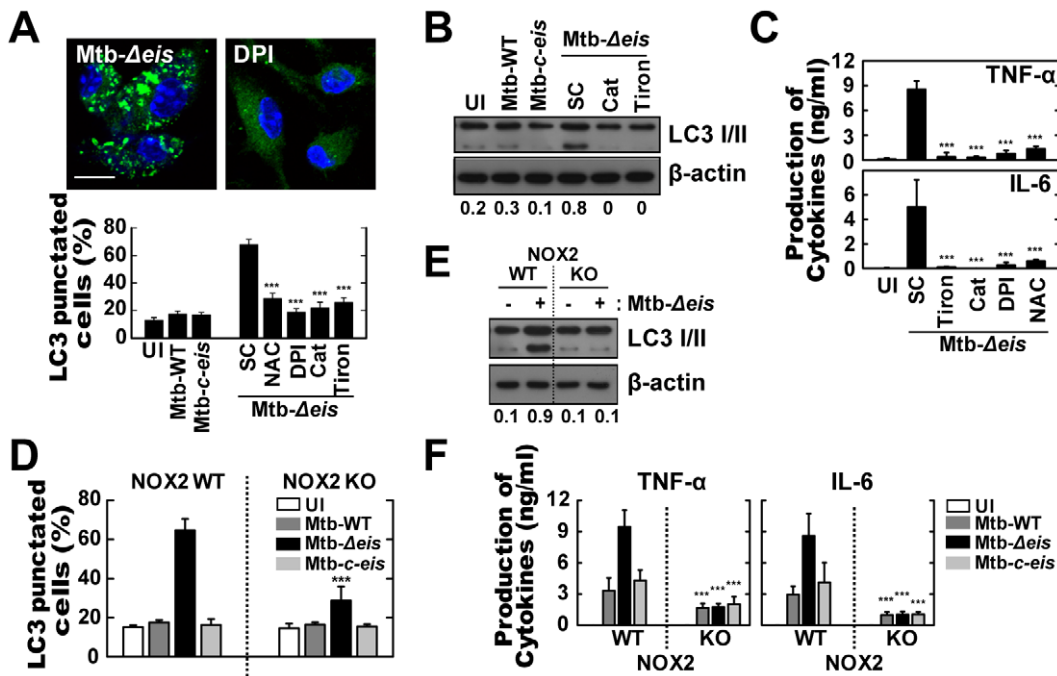 A
Mtb-Δeis
DPI
LC3 punctated
cells (%)
80
60
40
20
0
UI
Mtb-WT
Mtb-c-eis
SC
NAC
DPI
Cat
Tiron
***
***
***
***
Mtb-Δeis
B
Mtb-Δeis
UI
Mtb-WT
Mtb-c-eis
SC
Cat
Tiron
LC3 I/II
β-actin
0.2 0.3 0.1 0.8 0 0
C
Production of
Cytokines (ng/ml)
TNF-α
9
6
3
0
*** *** *** ***
IL-6
6
4
2
0
*** *** *** ***
UI
SC
Tiron
Cat
DPI
NAC
Mtb-Δeis
E
NOX2
WT KO
- + - + : Mtb-Δeis
LC3 I/II
β-actin
0.1 0.9 0.1 0.1
D
NOX2 WT NOX2 KO
LC3 punctated
cells (%)
80
60
40
20
0
UI
Mtb-WT
Mtb-Δeis
Mtb-c-eis
***
F
Production of
Cytokines (ng/ml)
TNF-α IL-6
12
9
6
3
0
UI
Mtb-WT
Mtb-Δeis
Mtb-c-eis
*** *** ***
*** *** ***
WT KO WT KO
NOX2 NOX2